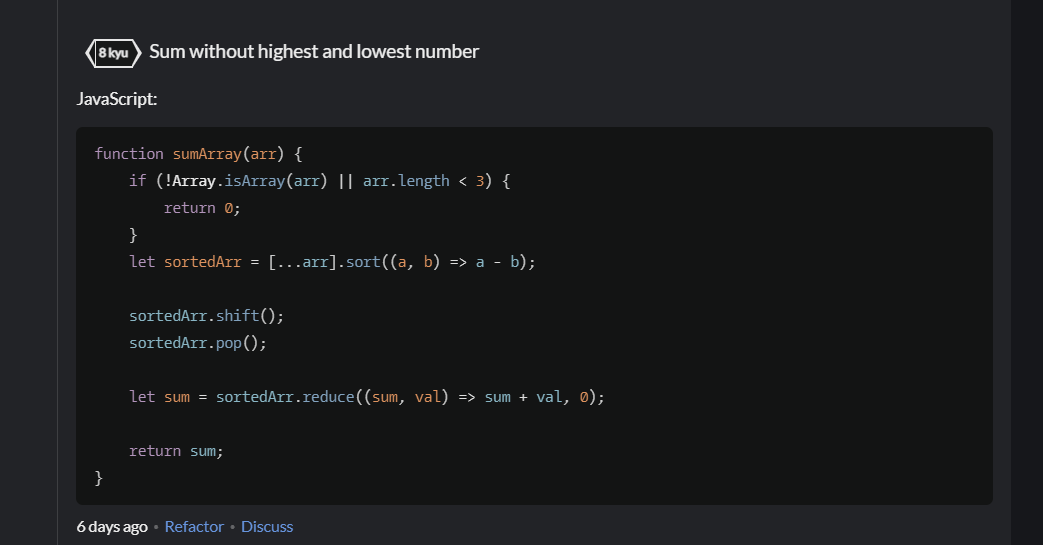 8 kyu Sum without highest and lowest number
JavaScript:
function sumArray(arr) {
    if (!Array.isArray(arr) || arr.length < 3) {
        return 0;
    }
    let sortedArr = [...arr].sort((a, b) => a - b);
    sortedArr.shift();
    sortedArr.pop();
    let sum = sortedArr.reduce((sum, val) => sum + val, 0);
    return sum;
}
6 days ago • Refactor • Discuss